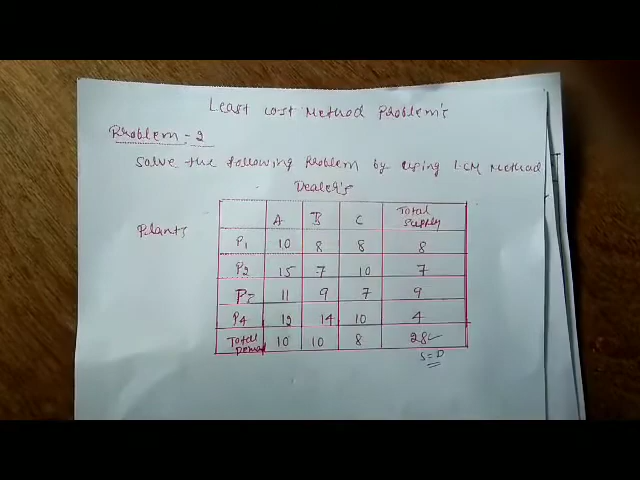 Least cost Method Problem's
Problem - 2
Solve the following Problem by using LCM Method
Dealer's
Plants
A B C Total Supply
P1 10 8 8 8
P2 15 7 10 7
P3 11 9 7 9
P4 12 14 10 4
Total Demand 10 10 8 28
S = D